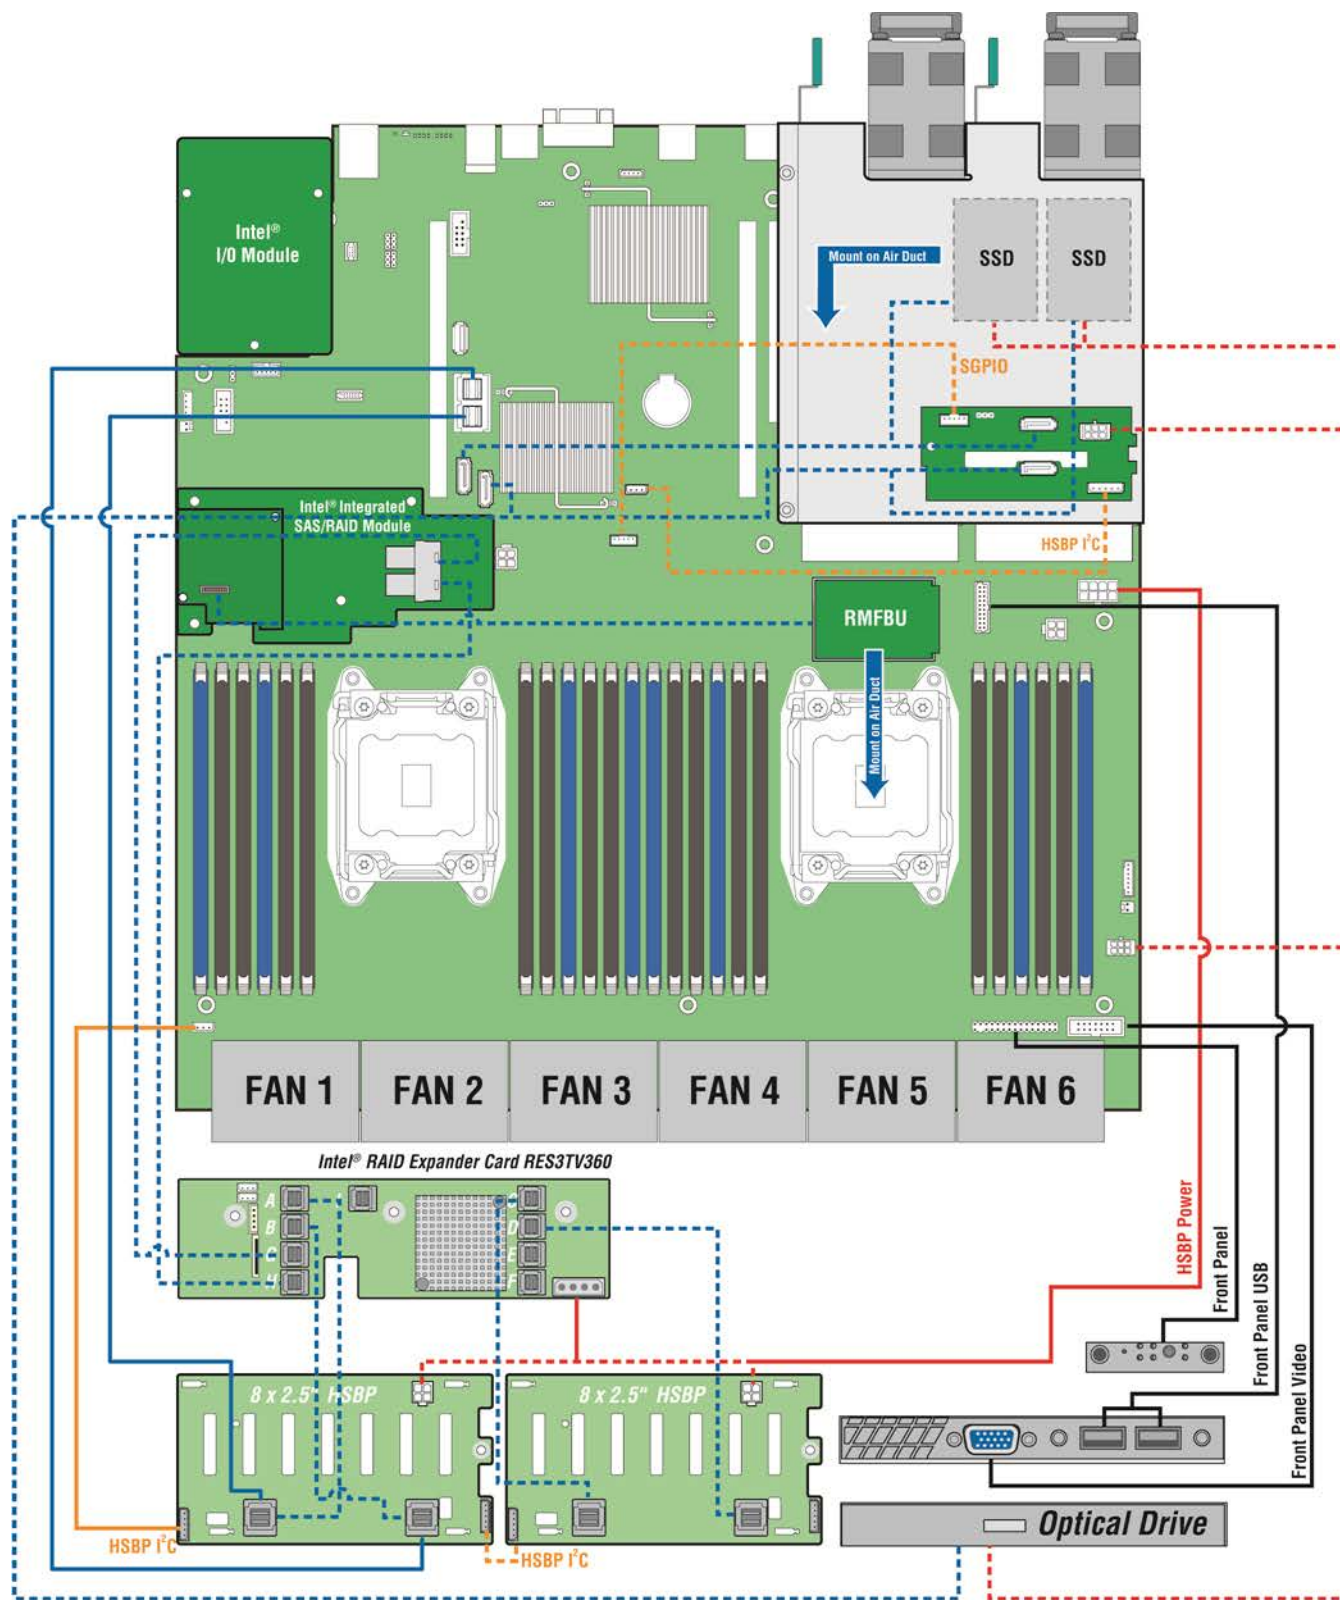 Intel®
I/O Module
Mount on Air Duct
SSD
SSD
SGPIO
Intel® Integrated
SAS/RAID Module
HSBP I²C
RMFBU
Mount on Air Duct
FAN 1
FAN 2
FAN 3
FAN 4
FAN 5
FAN 6
Intel® RAID Expander Card RES3TV360
A
B
G
H
I
C
D
E
F
HSBP Power
Front Panel
Front Panel USB
Front Panel Video
8 x 2.5" HSBP
8 x 2.5" HSBP
HSBP I²C
HSBP I²C
Optical Drive